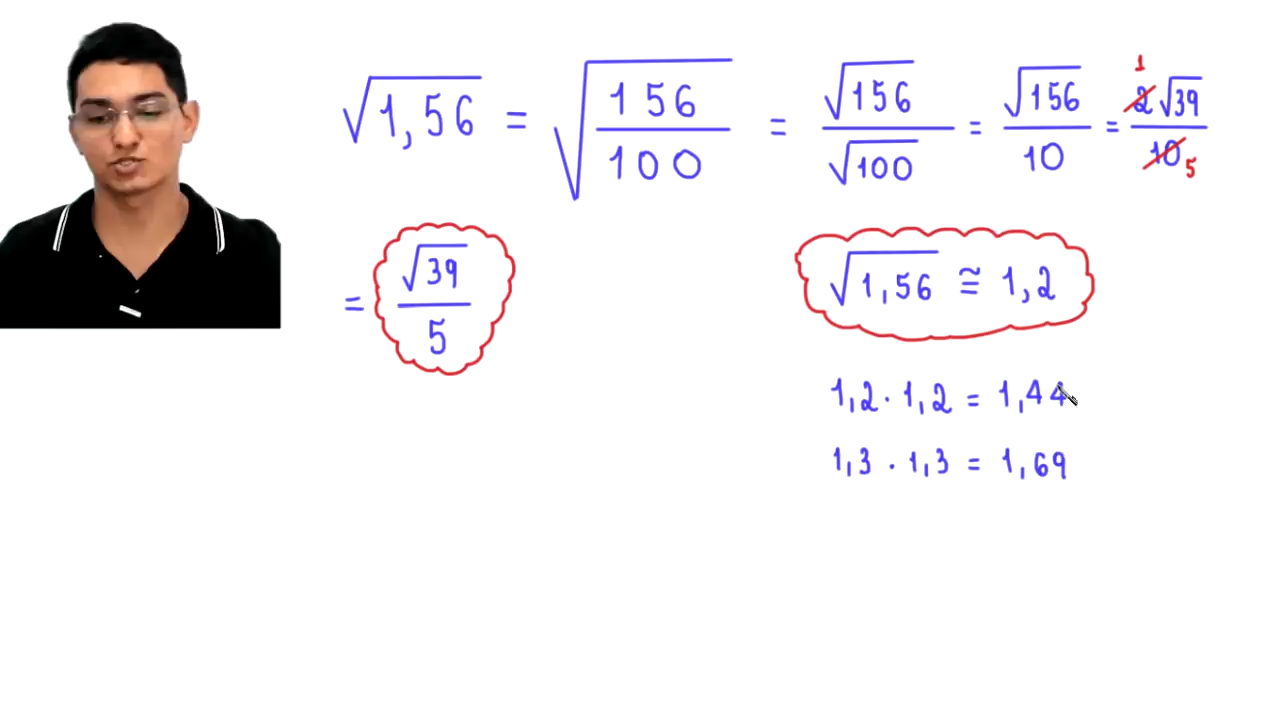 √1,56 = √(156/100) = √156/√100 = √156/10 = 2√39/10 1 5
= √39/5
√1,56 ≅ 1,2
1,2 · 1,2 = 1,44
1,3 · 1,3 = 1,69